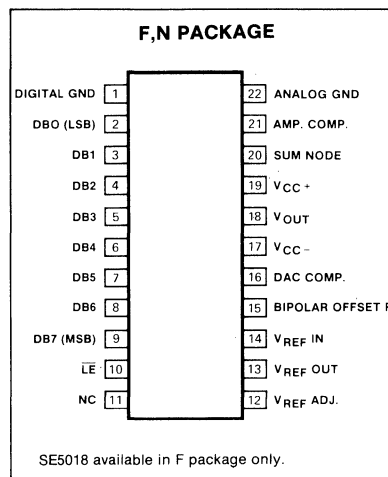 F,N PACKAGE
DIGITAL GND 1
DB0 (LSB) 2
DB1 3
DB2 4
DB3 5
DB4 6
DB5 7
DB6 8
DB7 (MSB) 9
LE 10
NC 11
22 ANALOG GND
21 AMP. COMP.
20 SUM NODE
19 VCC+
18 VOUT
17 VCC−
16 DAC COMP.
15 BIPOLAR OFFSET
14 VREF IN
13 VREF OUT
12 VREF ADJ.
SE5018 available in F package only.